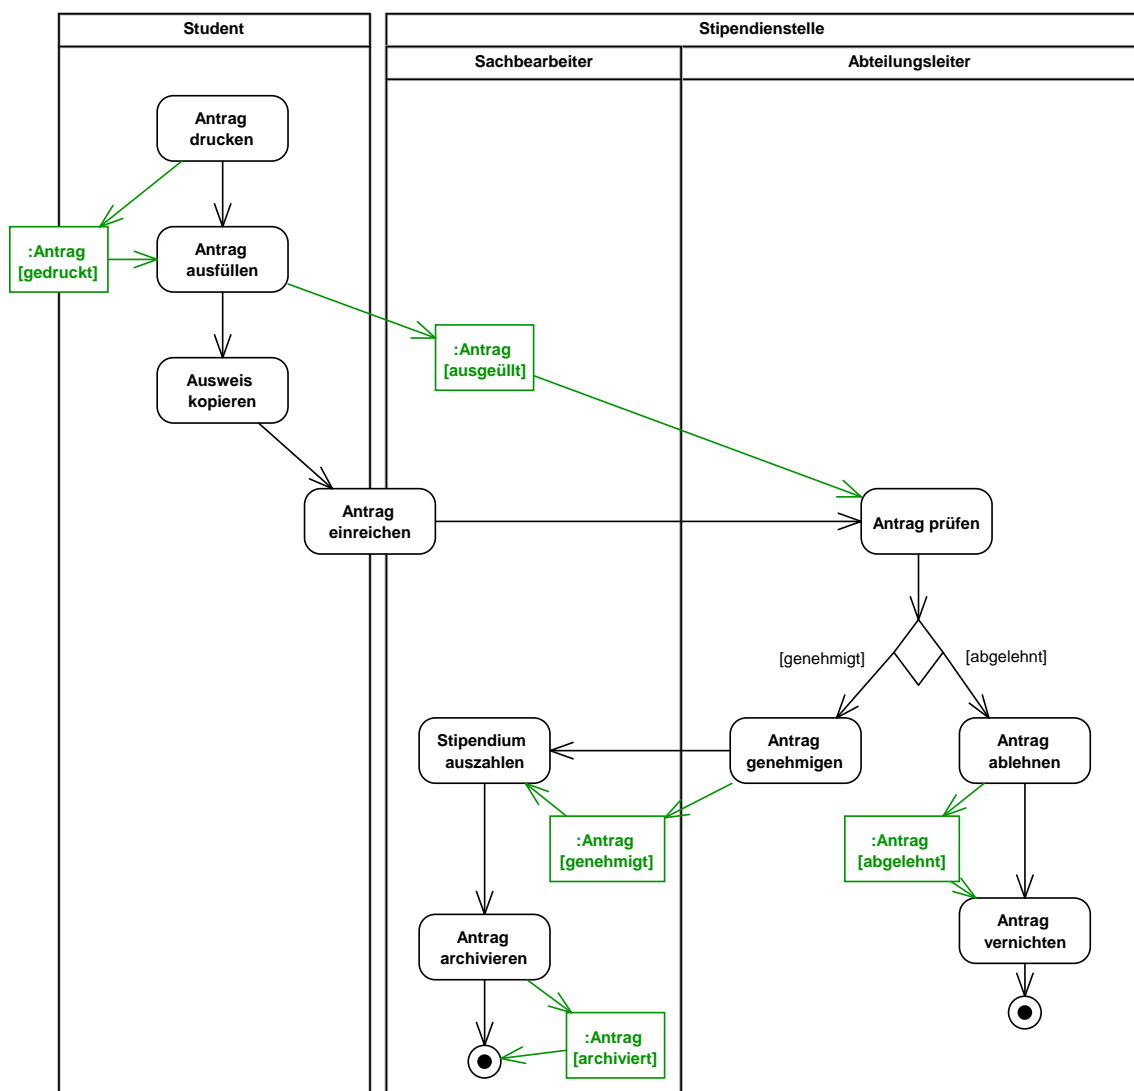 Student
Stipendienstelle
Sachbearbeiter
Abteilungsleiter
Antrag
drucken
:Antrag
[gedruckt]
Antrag
ausfüllen
:Antrag
[ausgeüllt]
Ausweis
kopieren
Antrag
einreichen
Antrag prüfen
[genehmigt]
[abgelehnt]
Stipendium
auszahlen
Antrag
genehmigen
Antrag
ablehnen
:Antrag
[genehmigt]
:Antrag
[abgelehnt]
Antrag
archivieren
Antrag
vernichten
:Antrag
[archiviert]